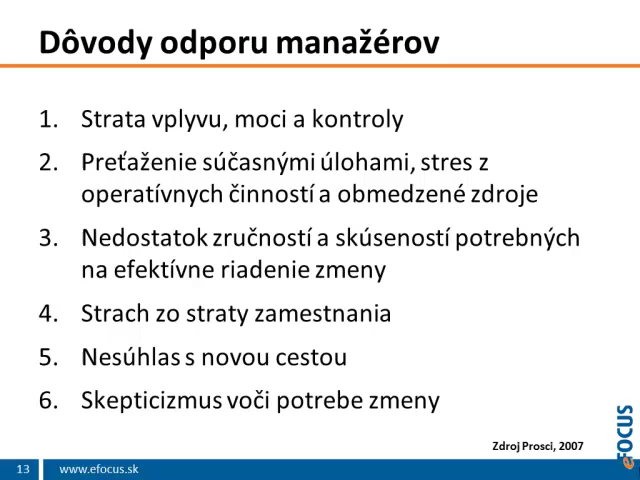 Dôvody odporu manažérov
1. Strata vplyvu, moci a kontroly
2. Preťaženie súčasnými úlohami, stres z
operatívnych činností a obmedzené zdroje
3. Nedostatok zručností a skúseností potrebných
na efektívne riadenie zmeny
4. Strach zo straty zamestnania
5. Nesúhlas s novou cestou
6. Skepticizmus voči potrebe zmeny
Zdroj Prosci, 2007
eFOCUS
13 www.efocus.sk